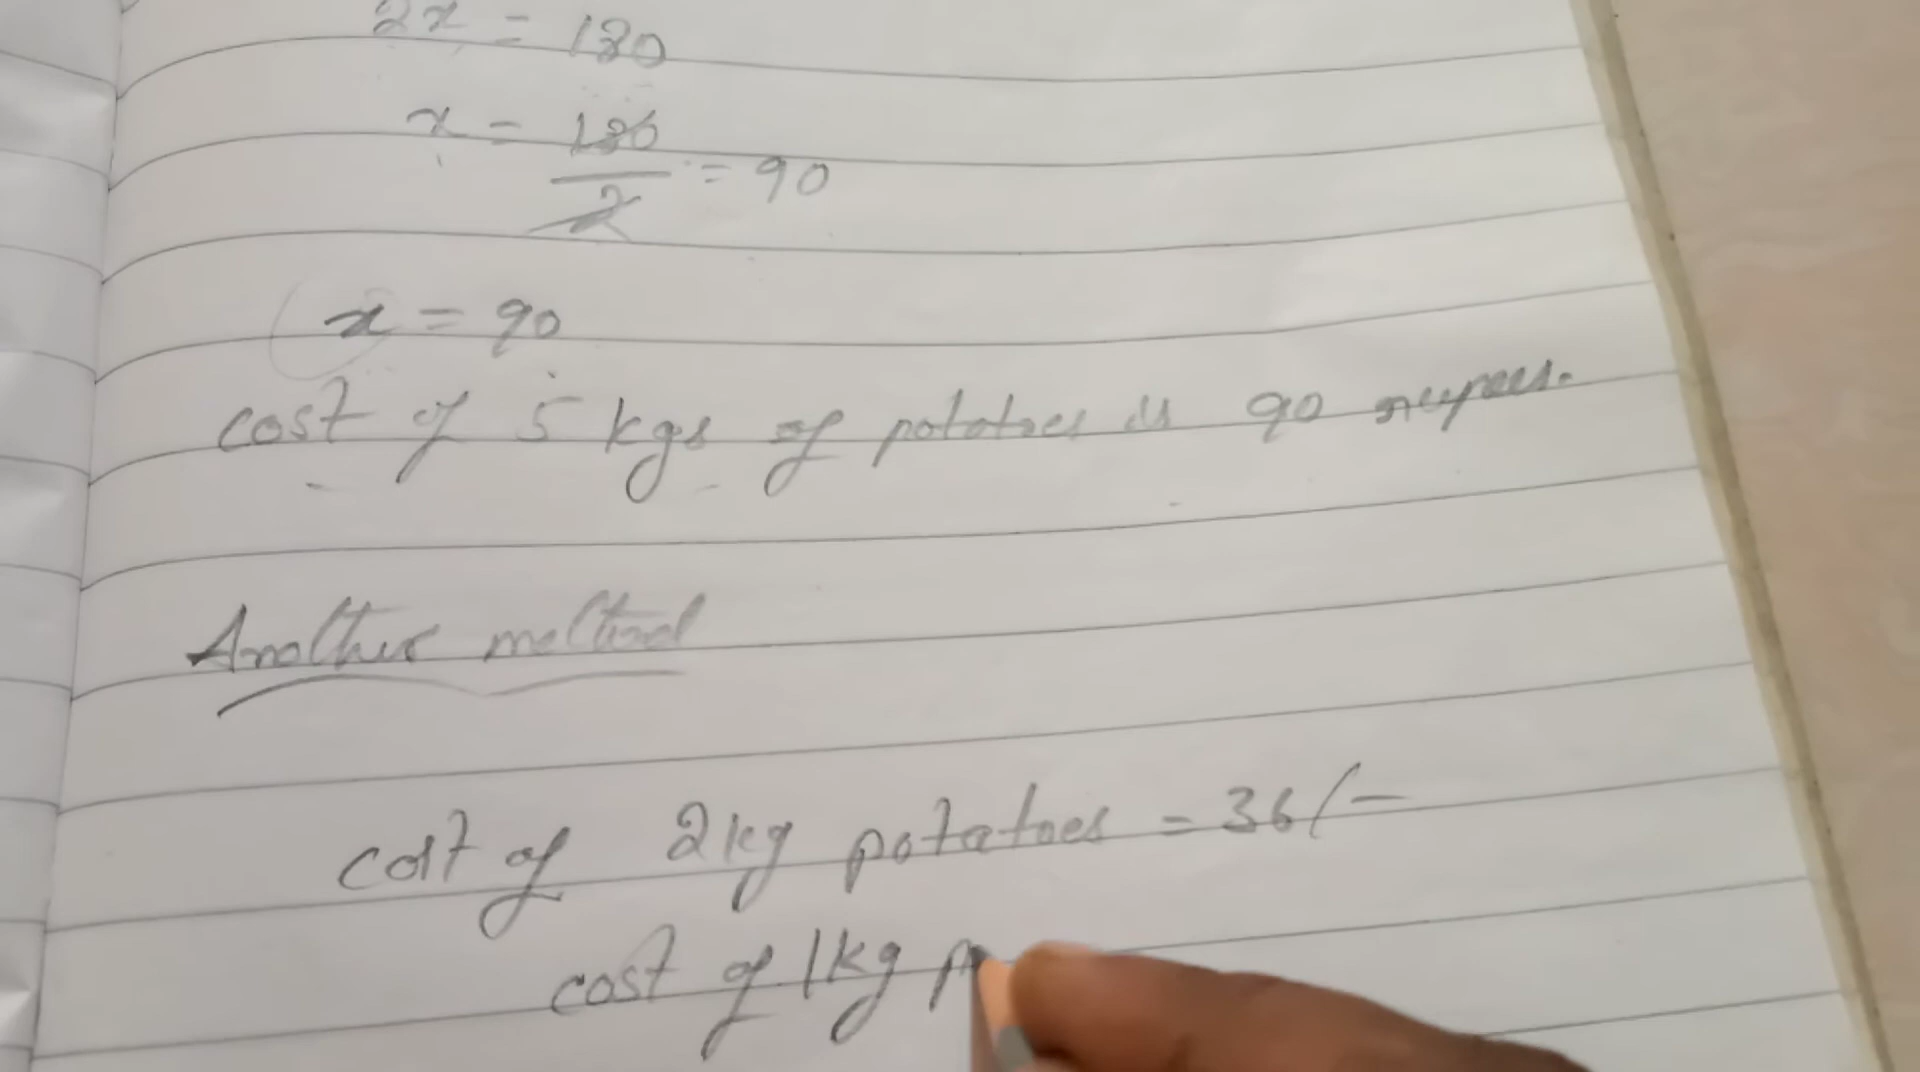 2x = 180
x = 180/2 = 90
x = 90
cost of 5 kgs of potatoes is 90 rupees.
Another method
cost of 2kg potatoes = 36/-
cost of 1kg p